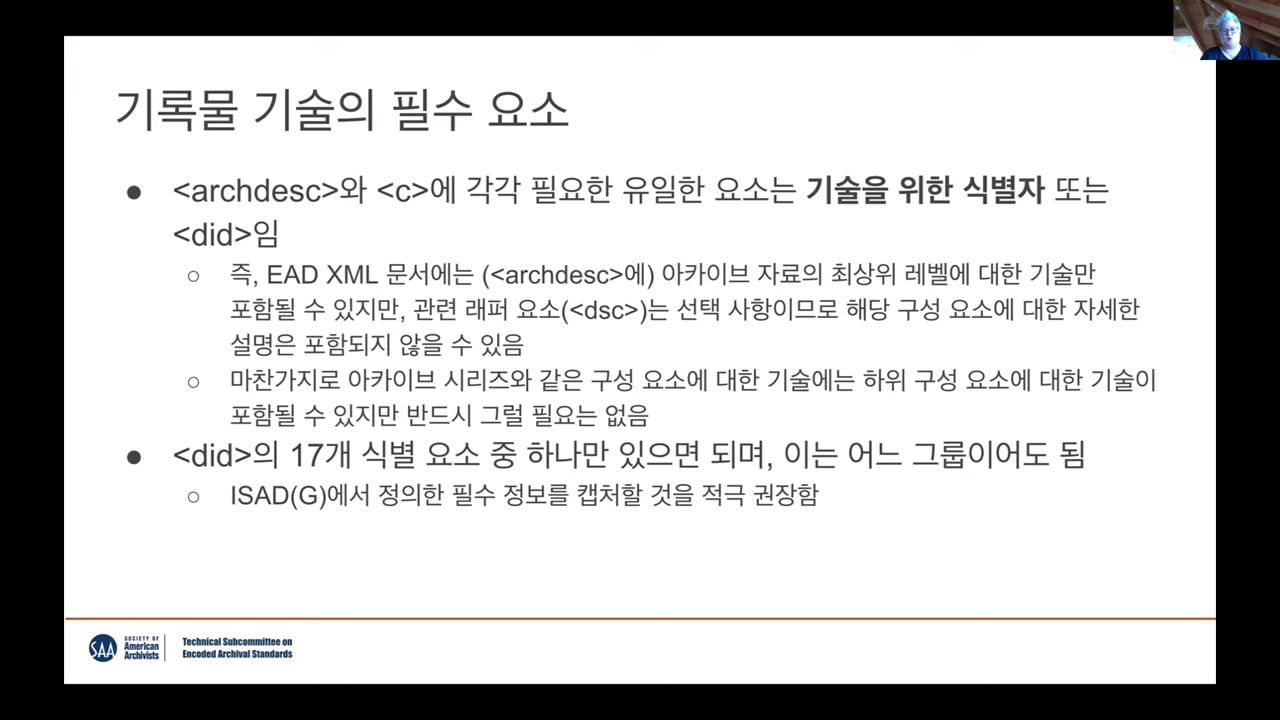 기록물 기술의 필수 요소
● <archdesc>와 <c>에 각각 필요한 유일한 요소는 기술을 위한 식별자 또는
<did>임
○ 즉, EAD XML 문서에는 (<archdesc>에) 아카이브 자료의 최상위 레벨에 대한 기술만
포함될 수 있지만, 관련 래퍼 요소(<dsc>)는 선택 사항이므로 해당 구성 요소에 대한 자세한
설명은 포함되지 않을 수 있음
○ 마찬가지로 아카이브 시리즈와 같은 구성 요소에 대한 기술에는 하위 구성 요소에 대한 기술이
포함될 수 있지만 반드시 그럴 필요는 없음
● <did>의 17개 식별 요소 중 하나만 있으면 되며, 이는 어느 그룹이어도 됨
○ ISAD(G)에서 정의한 필수 정보를 캡처할 것을 적극 권장함
SAA
SOCIETY OF
American
Archivists
Technical Subcommittee on
Encoded Archival Standards